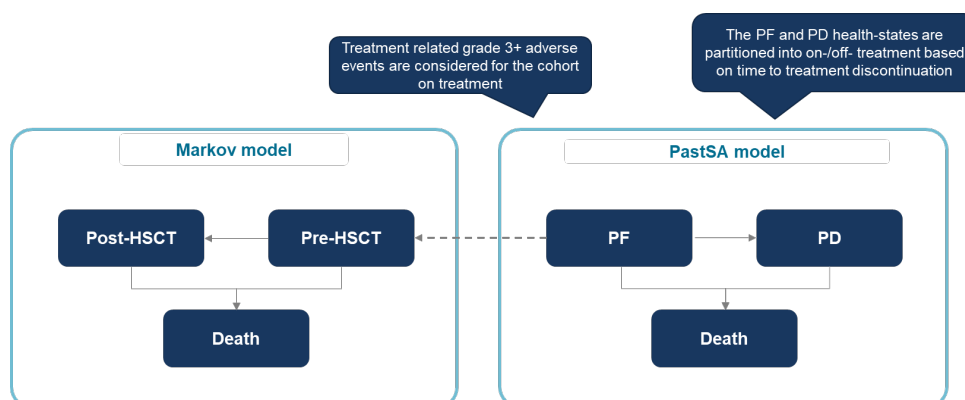 Treatment related grade 3+ adverse
events are considered for the cohort
on treatment
The PF and PD health-states are
partitioned into on-/off- treatment based
on time to treatment discontinuation
Markov model
PastSA model
Post-HSCT
Pre-HSCT
PF
PD
Death
Death